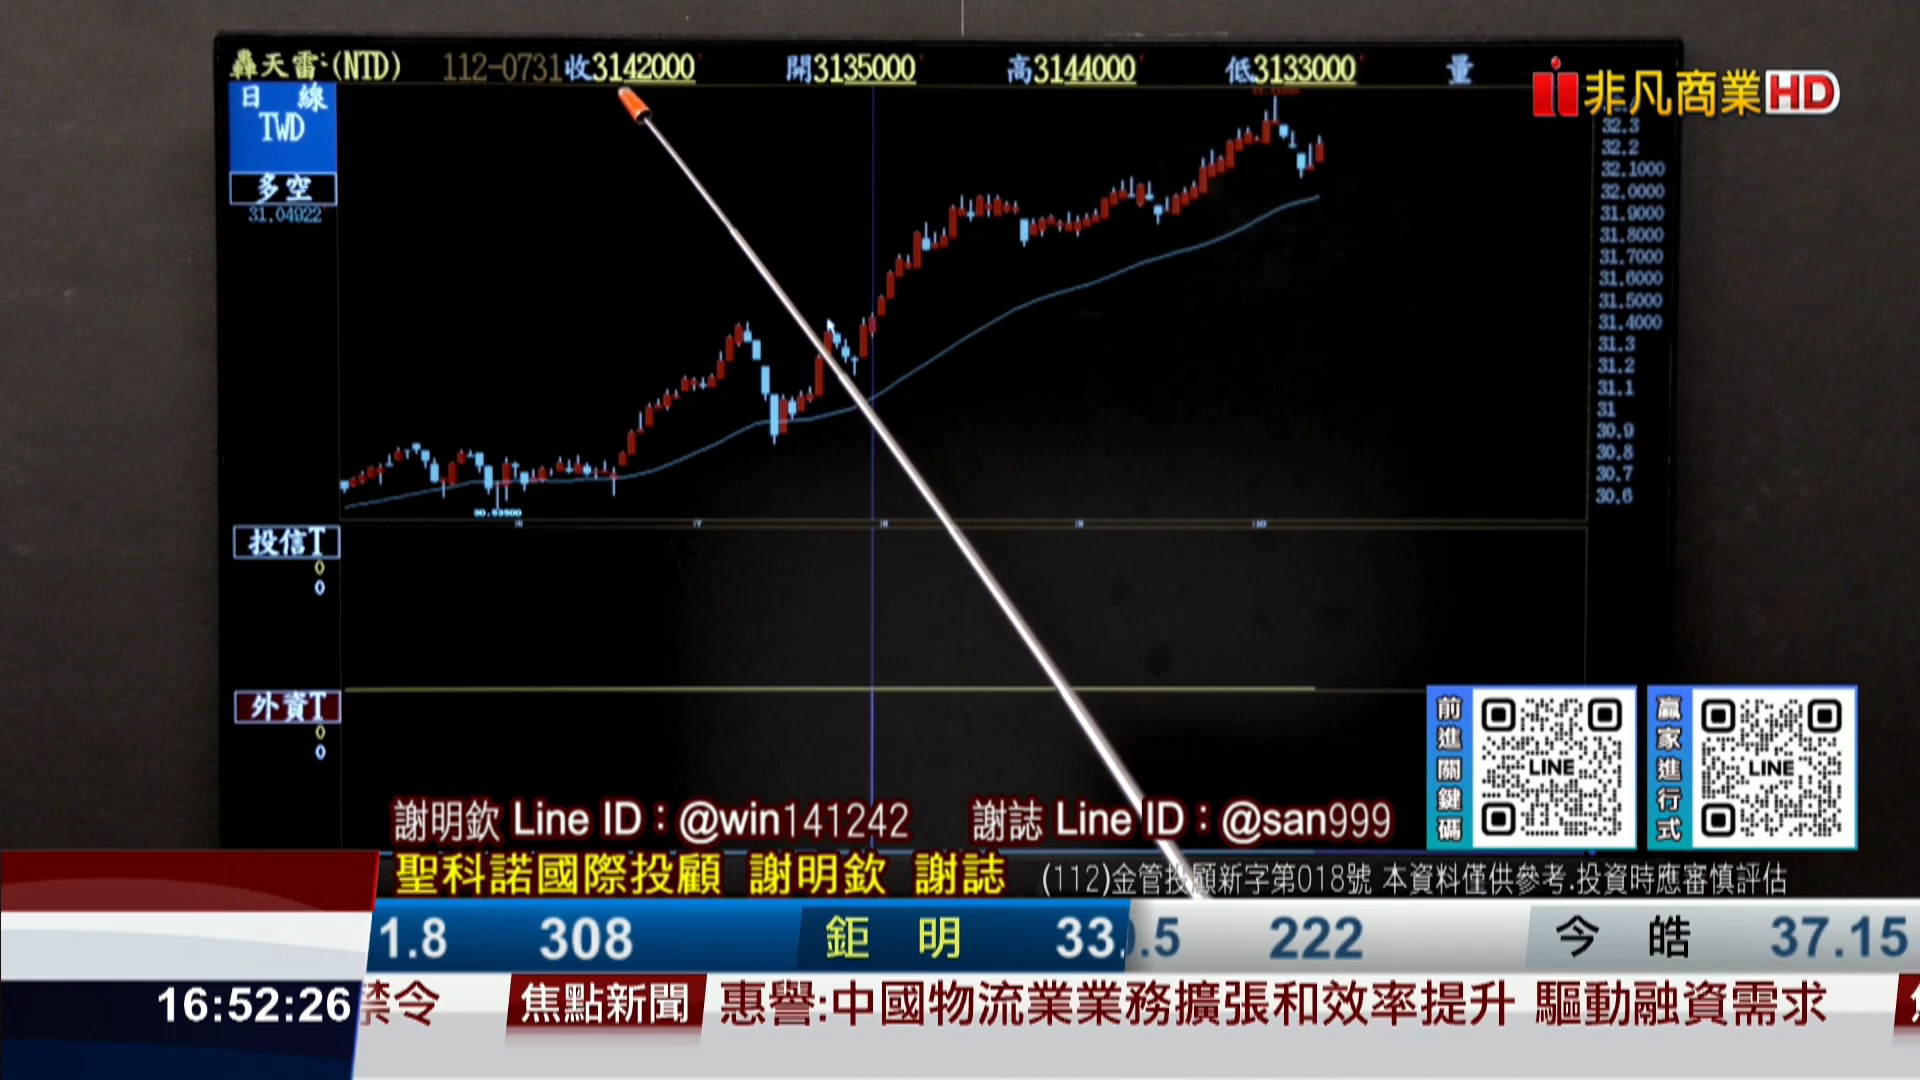 轟天雷(NTD) 112-0731收3142000 開3135000 高3144000 低3133000 量
非凡商業HD
日 線
TWD
多空
31.04922
32.3
32.2
32.1000
32.0000
31.9000
31.8000
31.7000
31.6000
31.5000
31.4000
31.3
31.2
31.1
31
30.9
30.8
30.7
30.6
投信T
0
0
外資T
0
0
前進關鍵碼
LINE
贏家進行式
LINE
謝明欽 Line ID：@win141242 謝誌 Line ID：@san999
聖科諾國際投顧 謝明欽 謝誌 (112)金管投顧新字第018號 本資料僅供參考.投資時應審慎評估
1.8 308 鉅 明 33. .5 222 今 皓 37.15
16:52:26 禁令 焦點新聞 惠譽:中國物流業業務擴張和效率提升 驅動融資需求